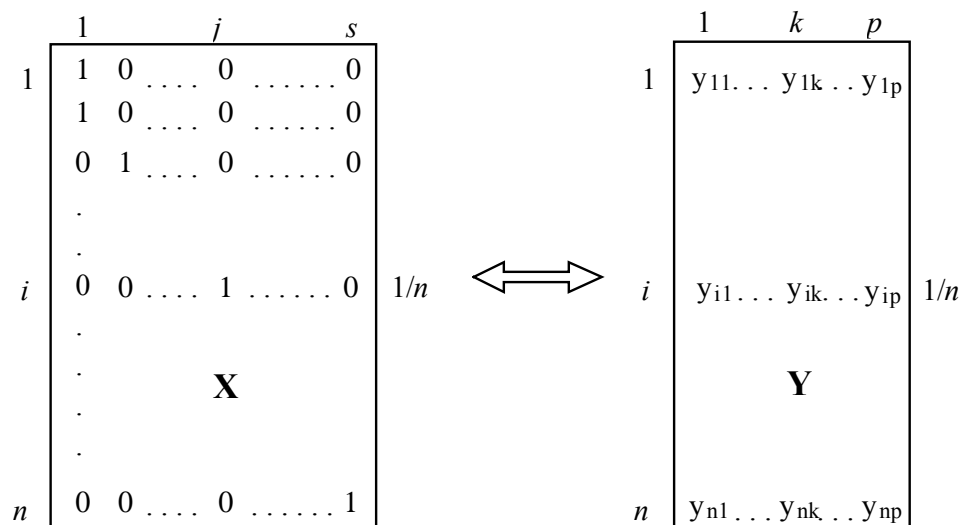 1 j s
1 k p
1 1 0 .... 0 ...... 0
1 y11... y1k... y1p
1 0 .... 0 ...... 0
0 1 .... 0 ...... 0
.
.
i 0 0 .... 1 ...... 0 1/n
i yi1... yik... yip 1/n
.
.
X
Y
.
.
n 0 0 .... 0 ...... 1
n yn1... ynk... ynp